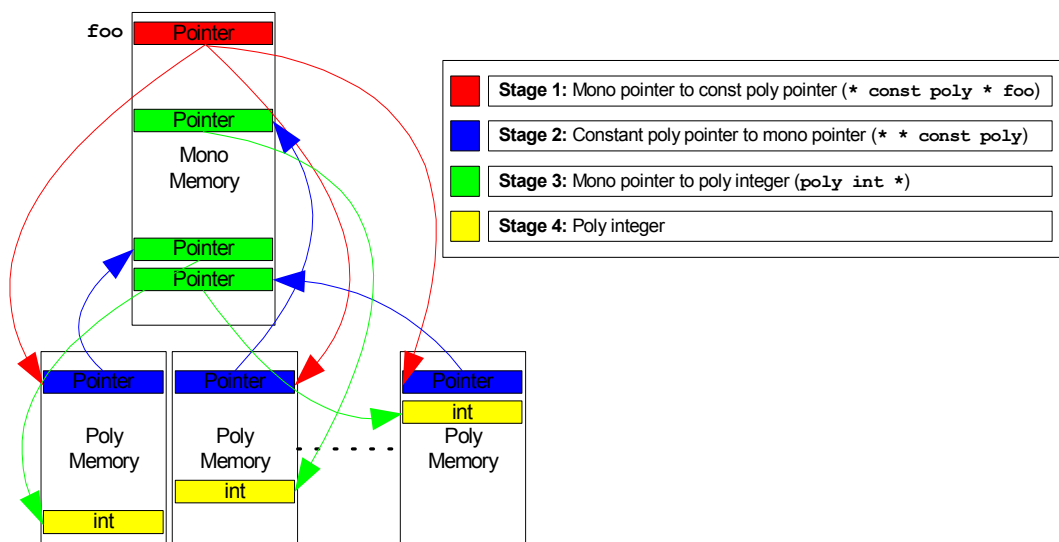 foo
Pointer
Pointer
Mono
Memory
Pointer
Pointer
Pointer
Poly
Memory
int
Pointer
Poly
Memory
int
Pointer
int
Poly
Memory
Stage 1: Mono pointer to const poly pointer (* const poly * foo)
Stage 2: Constant poly pointer to mono pointer (* * const poly)
Stage 3: Mono pointer to poly integer (poly int *)
Stage 4: Poly integer